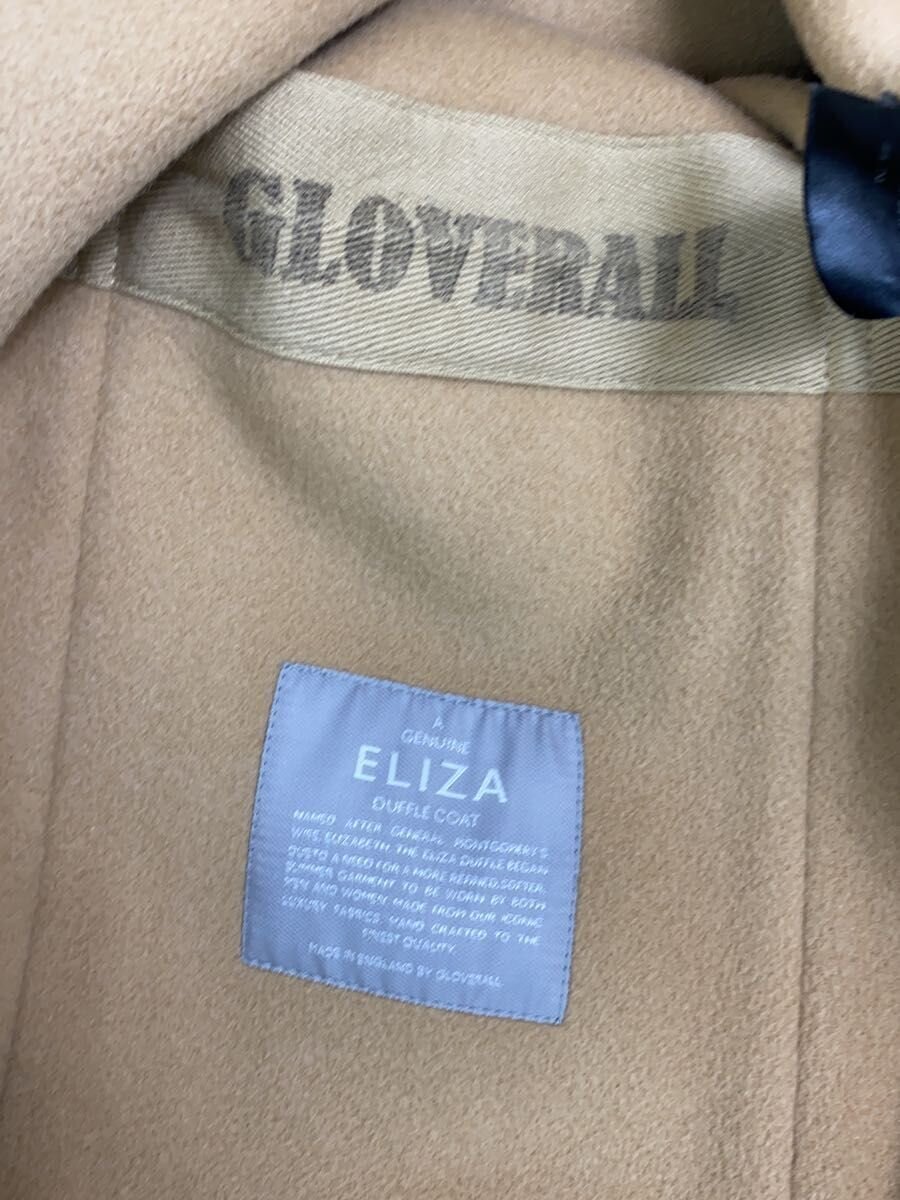 GLOVERALL
A
GENUINE
ELIZA
DUFFLE COAT
NAMED AFTER GENERAL MONTGOMERY'S
WIFE, ELIZABETH. THE ELIZA DUFFLE BEGAN
DUE TO A NEED FOR A MORE REFINED, SOFTER,
GARMENT TO BE WORN BY BOTH
MEN AND WOMEN. MADE FROM OUR ICONIC
LUXURY FABRICS. HAND CRAFTED TO THE
FINEST QUALITY.
MADE IN ENGLAND BY GLOVERALL